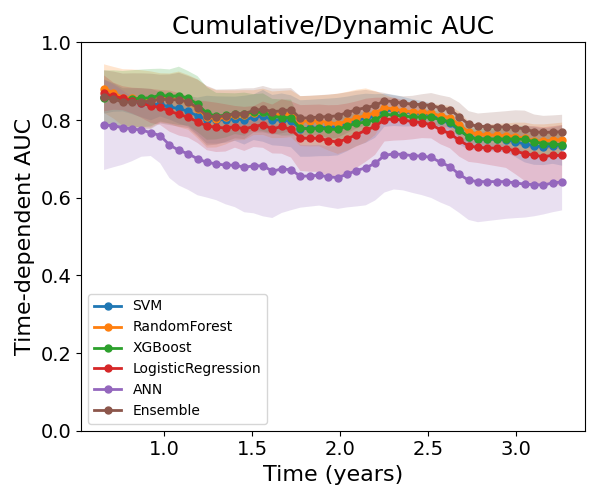 Cumulative/Dynamic AUC
Time-dependent AUC
1.0
0.8
0.6
0.4
0.2
0.0
SVM
RandomForest
XGBoost
LogisticRegression
ANN
Ensemble
1.0 1.5 2.0 2.5 3.0
Time (years)